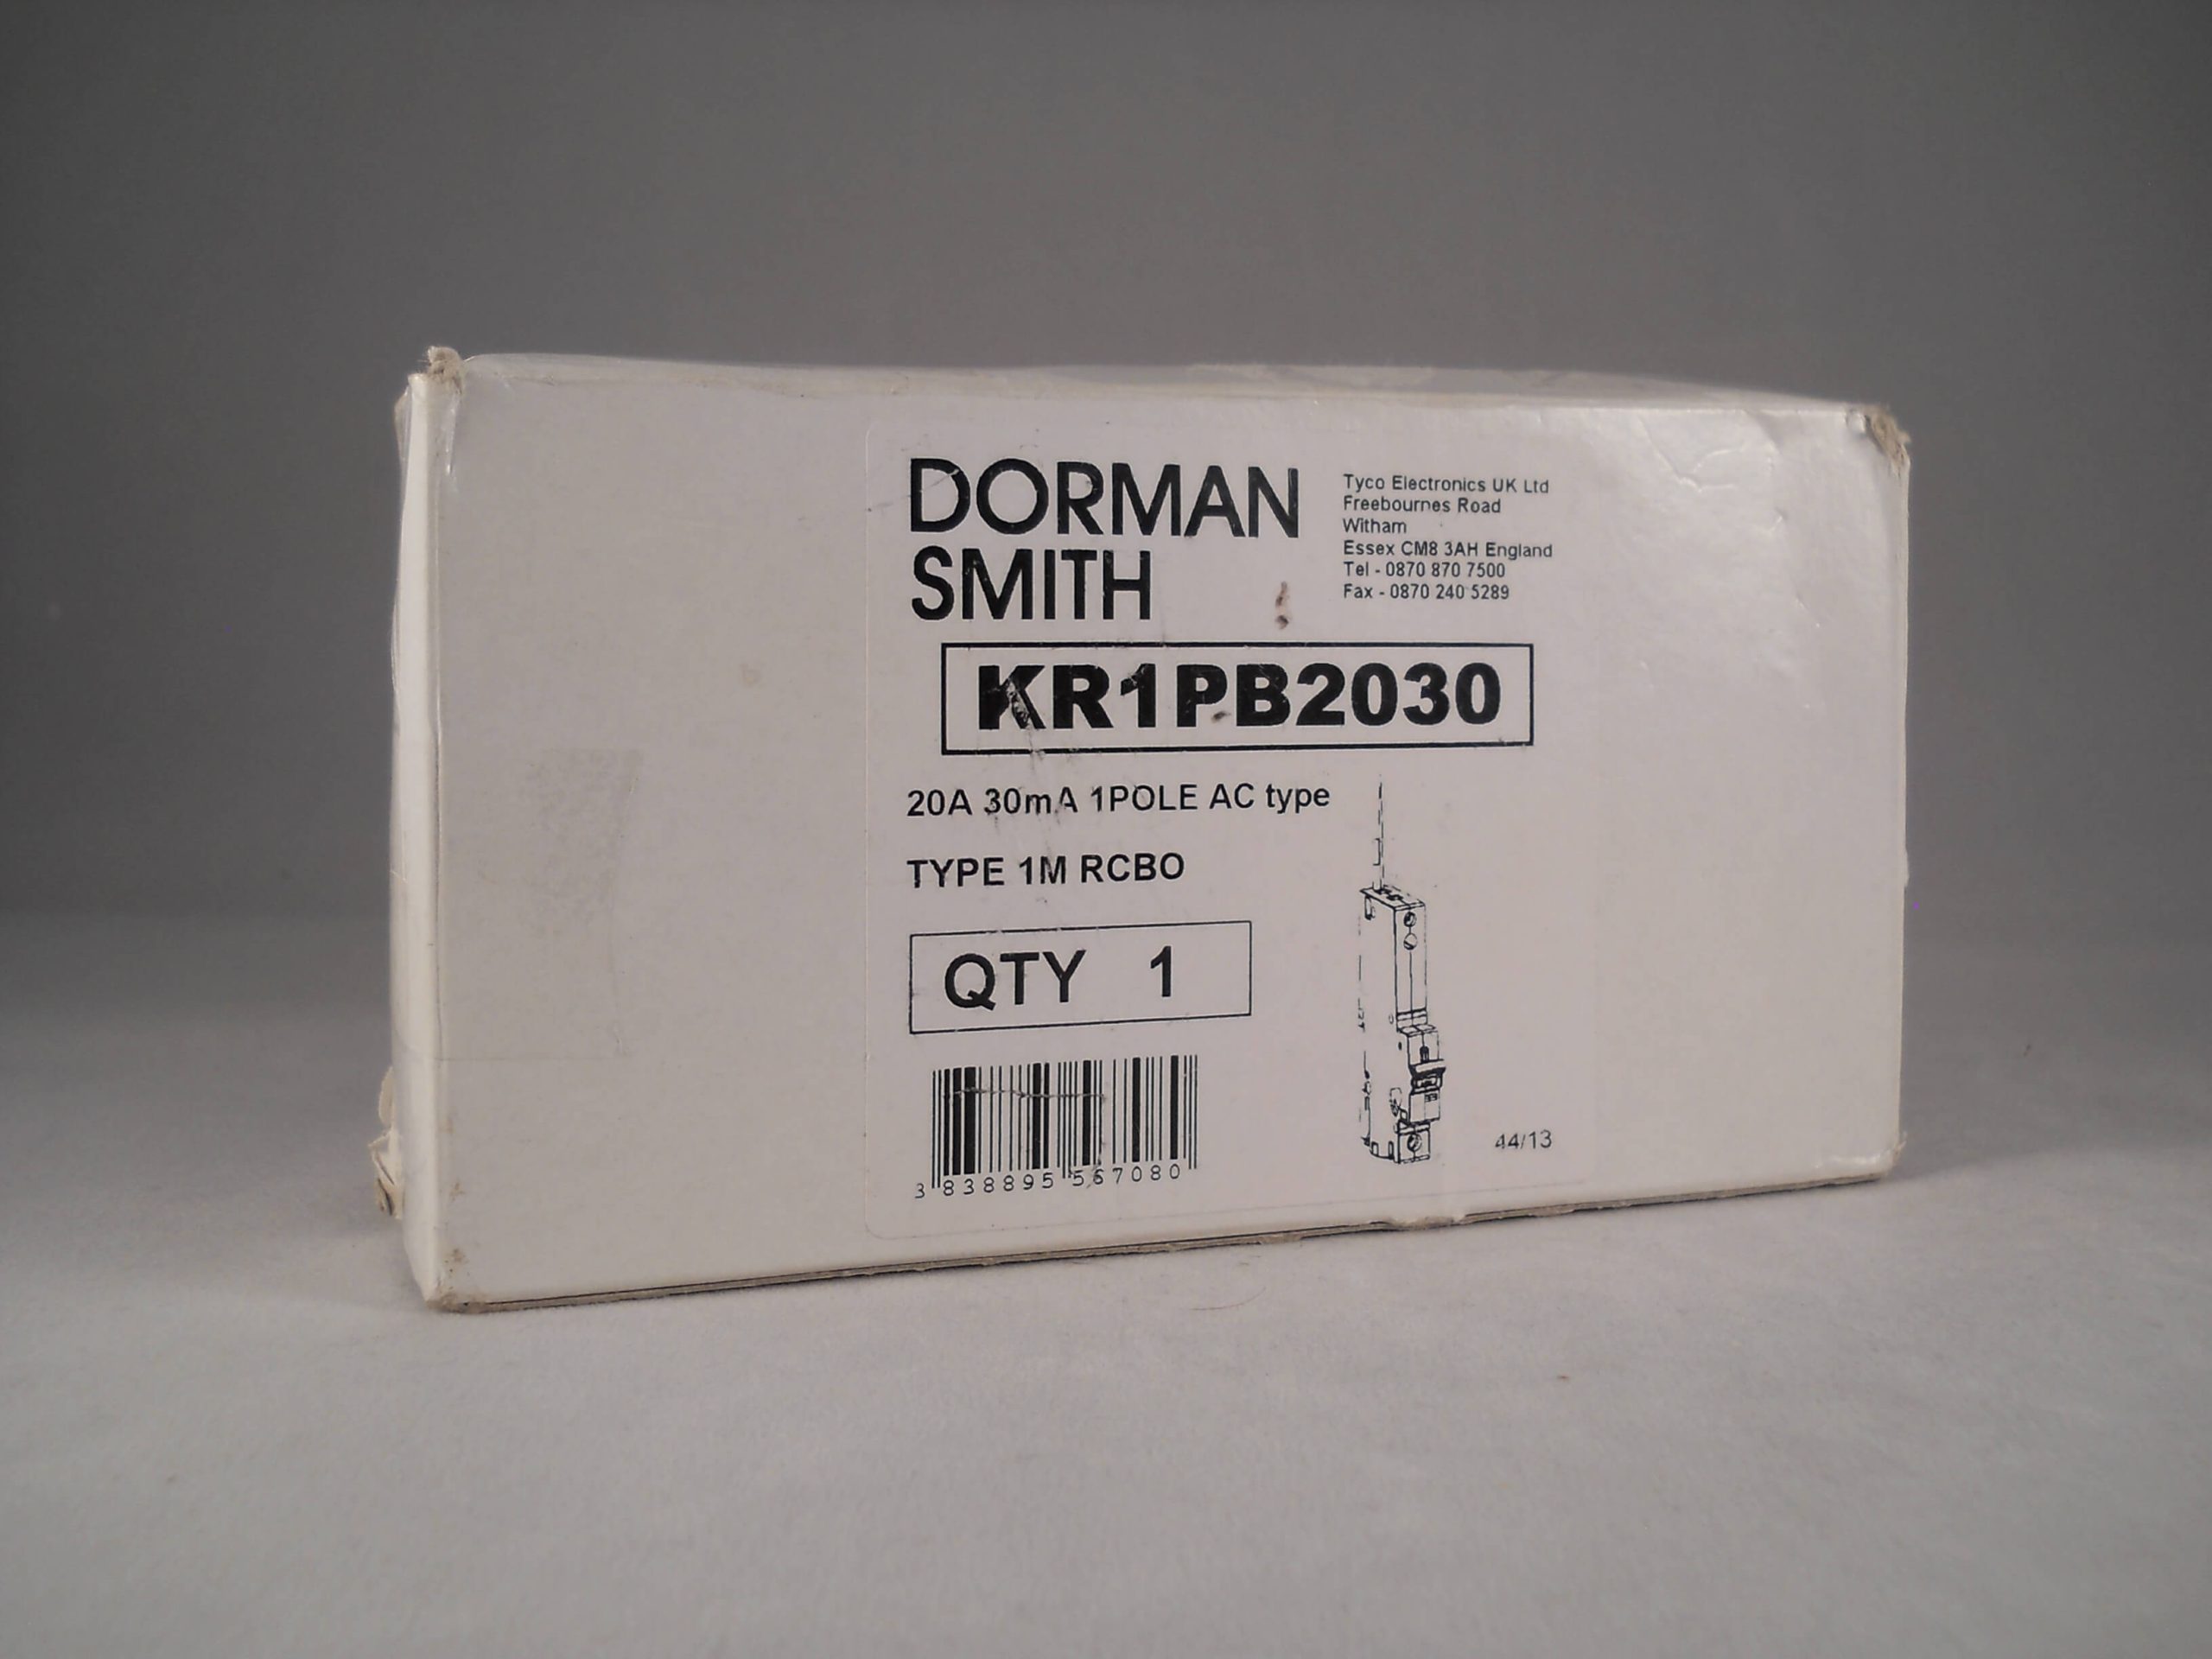 DORMAN
SMITH
Tyco Electronics UK Ltd
Freebournes Road
Witham
Essex CM8 3AH England
Tel - 0870 870 7500
Fax - 0870 240 5289
KR1PB2030
20A 30mA 1POLE AC type
TYPE 1M RCBO
QTY 1
3 838895 567080
44/13